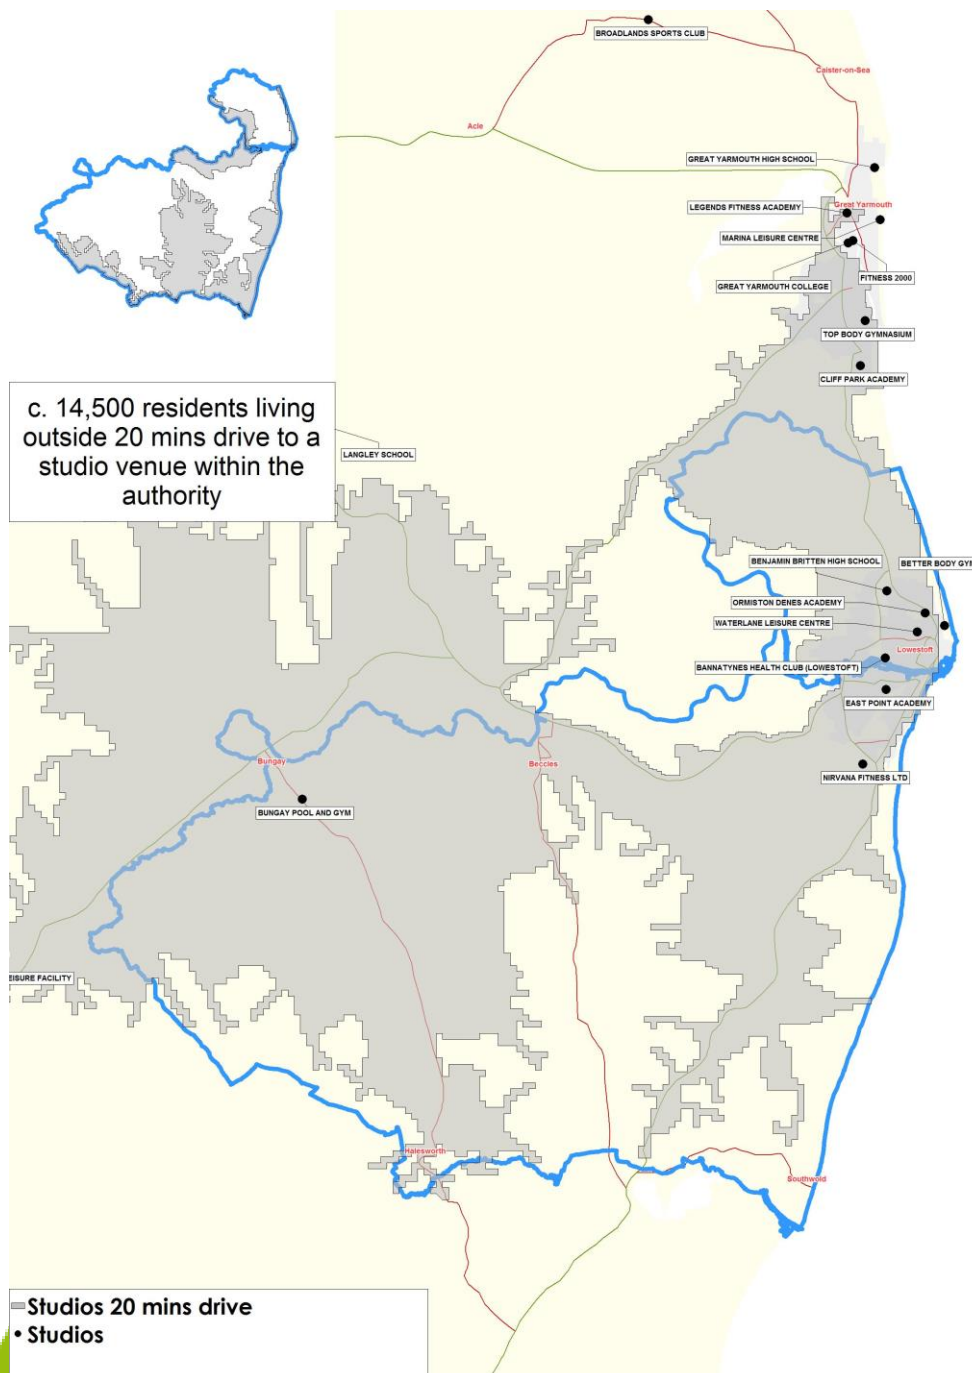 BROADLANDS SPORTS CLUB
Caister-on-Sea
Acle
GREAT YARMOUTH HIGH SCHOOL
LEGENDS FITNESS ACADEMY
Great Yarmouth
MARINA LEISURE CENTRE
FITNESS 2000
GREAT YARMOUTH COLLEGE
TOP BODY GYMNASIUM
CLIFF PARK ACADEMY
c. 14,500 residents living
outside 20 mins drive to a
studio venue within the
authority
LANGLEY SCHOOL
BENJAMIN BRITTEN HIGH SCHOOL
BETTER BODY GYM
ORMISTON DENES ACADEMY
WATERLANE LEISURE CENTRE
Lowestoft
BANNATYNES HEALTH CLUB (LOWESTOFT)
EAST POINT ACADEMY
Bungay
Beccles
NIRVANA FITNESS LTD
BUNGAY POOL AND GYM
EISURE FACILITY
Halesworth
Southwold
Studios 20 mins drive
• Studios